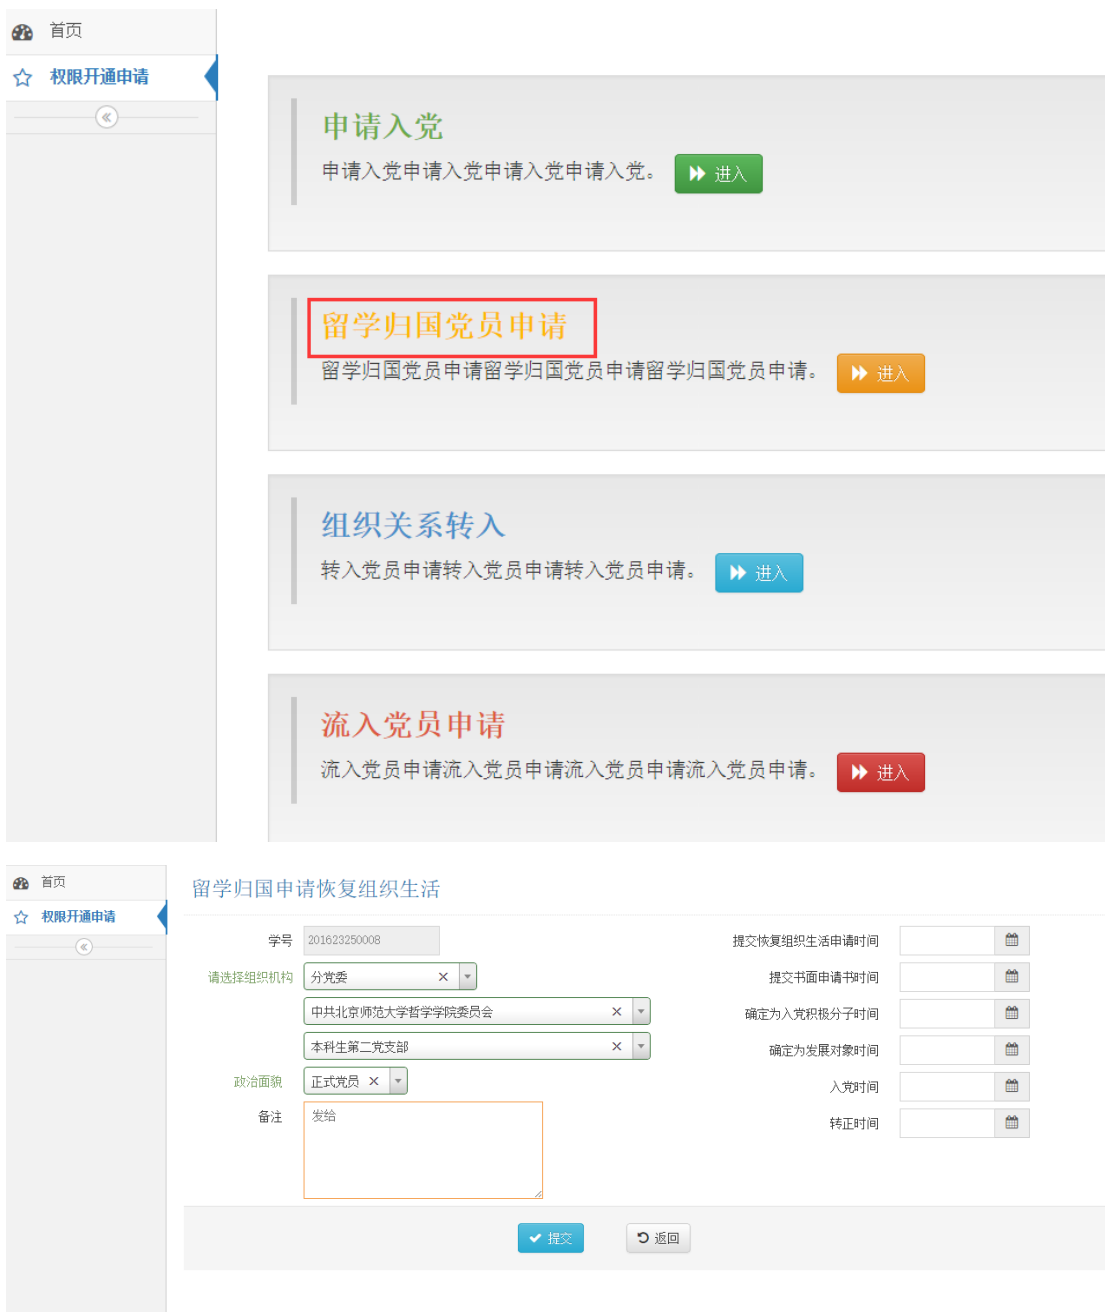 首页
权限开通申请
申请入党
申请入党申请入党申请入党申请入党。 进入
留学归国党员申请
留学归国党员申请留学归国党员申请留学归国党员申请。 进入
组织关系转入
转入党员申请转入党员申请转入党员申请。 进入
流入党员申请
流入党员申请流入党员申请流入党员申请流入党员申请。 进入
首页
权限开通申请
留学归国申请恢复组织生活
学号 201623250008 提交恢复组织生活申请时间
请选择组织机构 分党委 提交书面申请书时间
中共北京师范大学哲学学院委员会 确定为入党积极分子时间
本科生第二党支部 确定为发展对象时间
政治面貌 正式党员 入党时间
备注 发给 转正时间
提交 返回